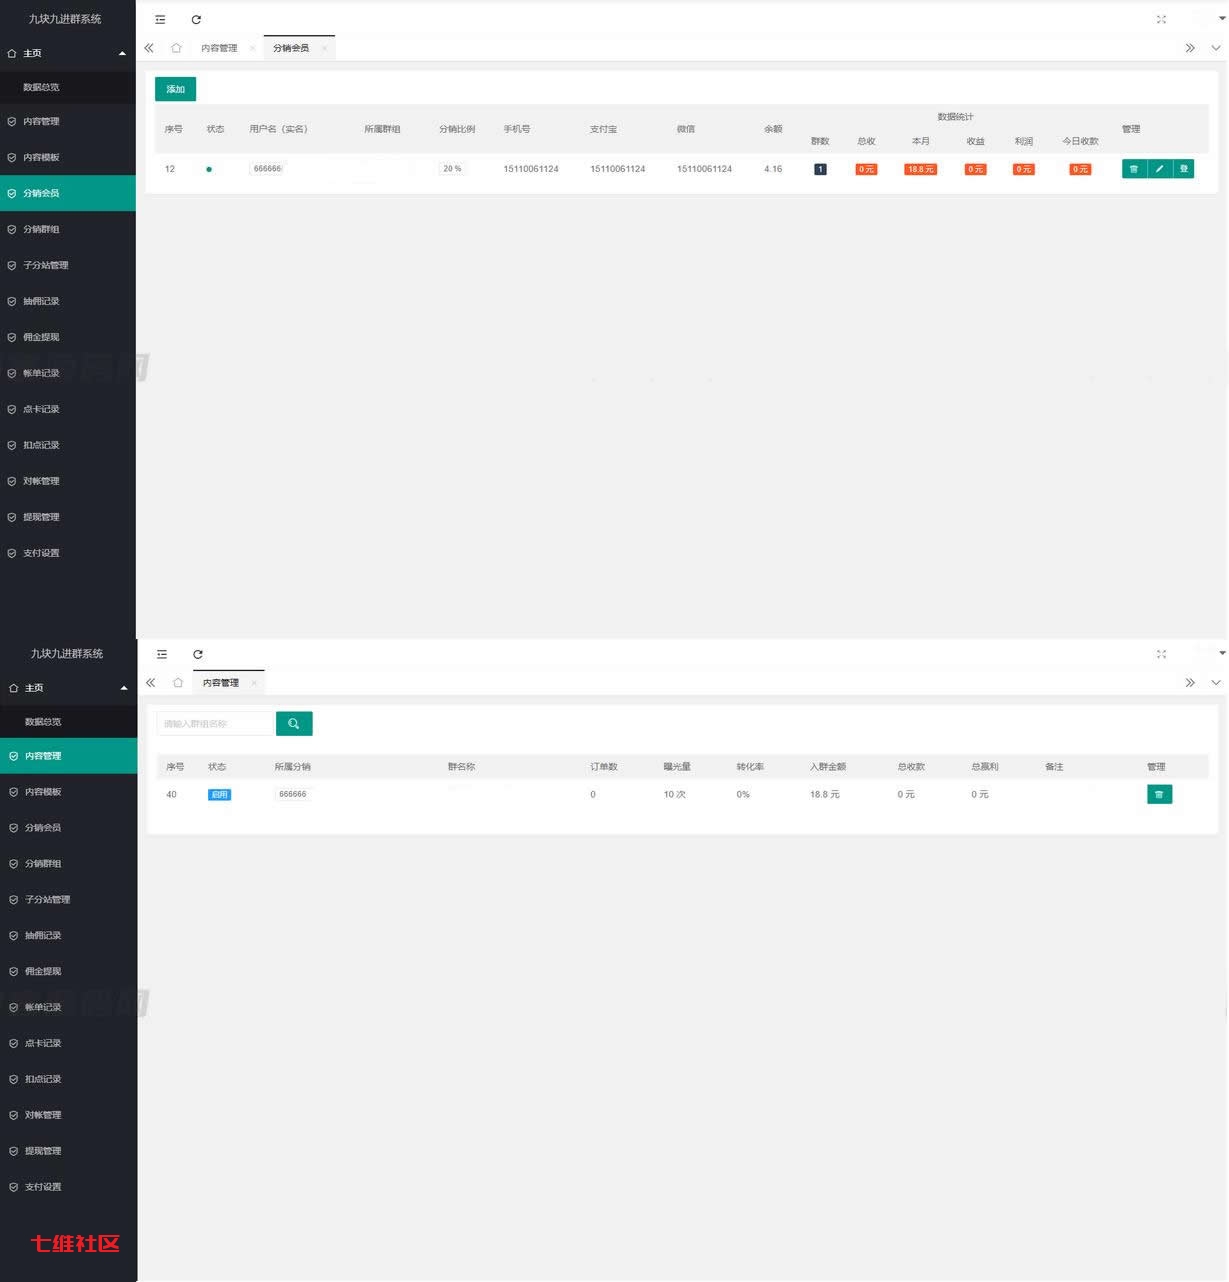 九块九进群系统
主页
数据总览
内容管理
内容模板
分销会员
分销群组
子分站管理
抽佣记录
佣金提现
帐单记录
点卡记录
扣点记录
对帐管理
提现管理
支付设置
内容管理 × 分销会员 ×
添加
序号 状态 用户名（实名） 所属群组 分销比例 手机号 支付宝 微信 余额 数据统计 管理
群数 总收 本月 收益 利润 今日收款
12 666666 20 % 15110061124 15110061124 15110061124 4.16 1 0 元 18.8 元 0 元 0 元 0 元 登
九块九进群系统
主页
数据总览
内容管理
内容模板
分销会员
分销群组
子分站管理
抽佣记录
佣金提现
帐单记录
点卡记录
扣点记录
对帐管理
提现管理
支付设置
七维社区
内容管理 ×
请输入群组名称
序号 状态 所属分销 群名称 订单数 曝光量 转化率 入群金额 总收款 总赢利 备注 管理
40 启用 666666 0 10 次 0% 18.8 元 0 元 0 元